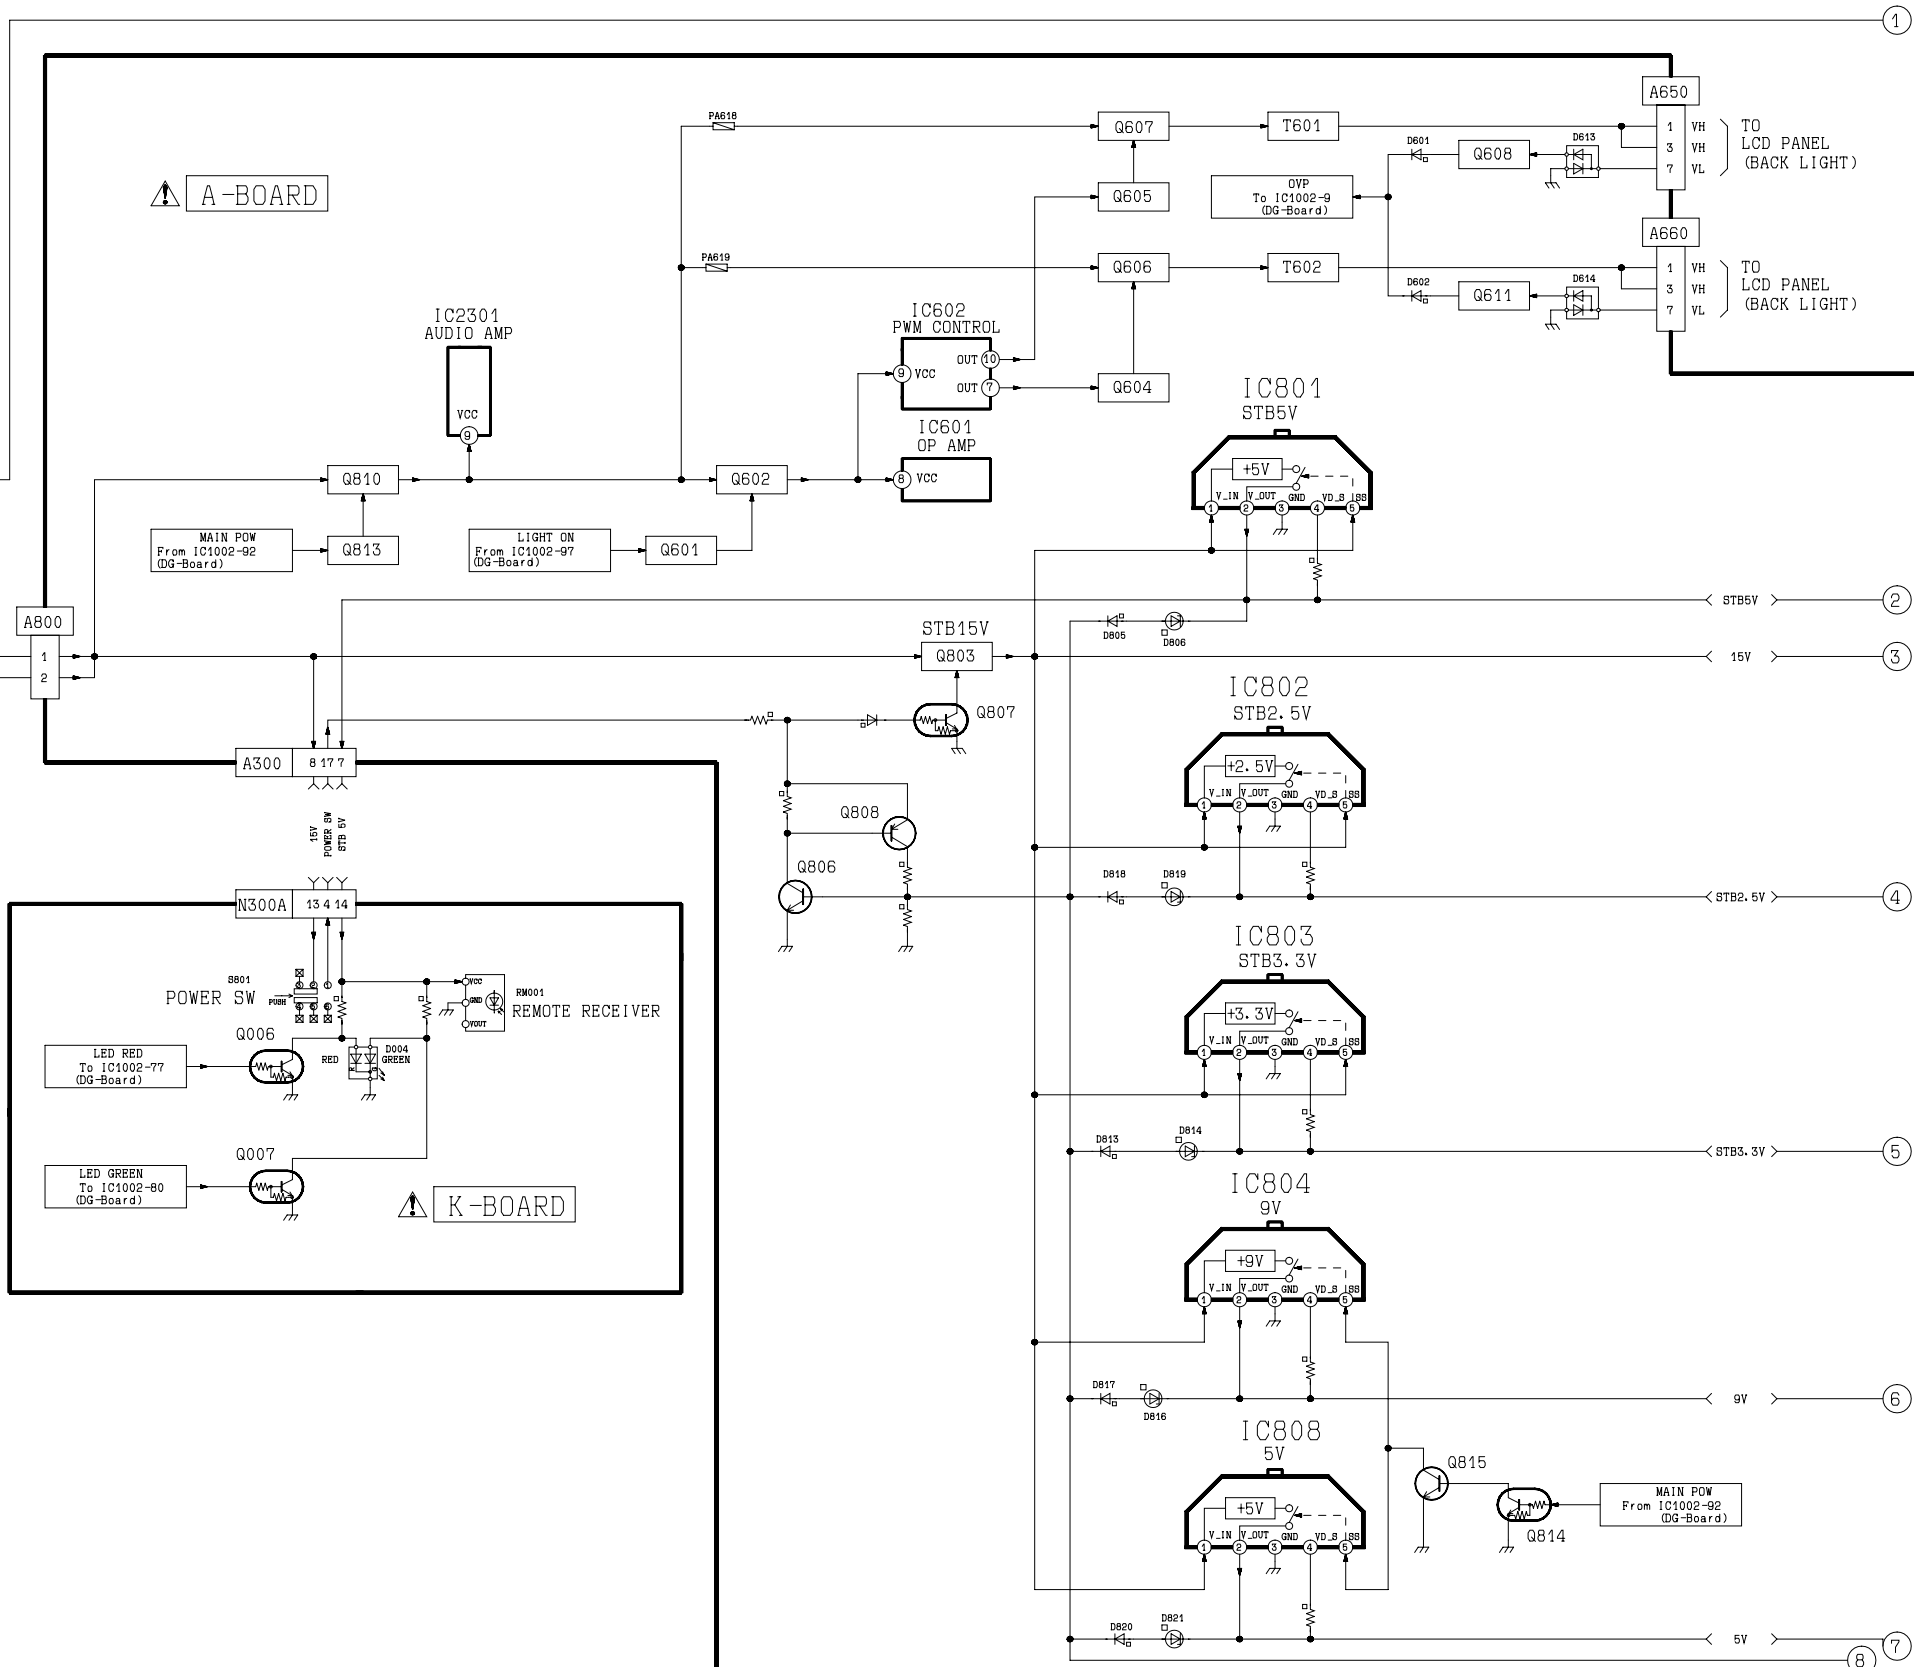 1
A-BOARD
PA618
Q607
T601
A650
1 VH
3 VH
7 VL
TO
LCD PANEL
(BACK LIGHT)
D601
Q608
D613
Q605
OVP
To IC1002-9
(DG-Board)
PA619
Q606
T602
A660
1 VH
3 VH
7 VL
TO
LCD PANEL
(BACK LIGHT)
D602
Q611
D614
IC2301
AUDIO AMP
VCC
9
IC602
PWM CONTROL
OUT 10
9 VCC
OUT 7
Q604
IC601
OP AMP
8 VCC
Q810
Q602
MAIN POW
From IC1002-92
(DG-Board)
Q813
LIGHT ON
From IC1002-97
(DG-Board)
Q601
IC801
STB5V
+5V
V_IN V_OUT GND VD_S SS
1 2 3 4 5
STB5V
2
D805
D806
A800
1
2
STB15V
Q803
15V
3
Q807
IC802
STB2.5V
+2.5V
V_IN V_OUT GND VD_S SS
1 2 3 4 5
A300
8 17 7
15V
POWER SW
STB 5V
Q808
Q806
D818
D819
STB2.5V
4
N300A
13 4 14
S801
POWER SW
PUSH
VCC
GND
VOUT
RM001
REMOTE RECEIVER
IC803
STB3.3V
+3.3V
V_IN V_OUT GND VD_S SS
1 2 3 4 5
Q006
LED RED
To IC1002-77
(DG-Board)
RED
D004
GREEN
R
G
D813
D814
STB3.3V
5
Q007
LED GREEN
To IC1002-80
(DG-Board)
K-BOARD
IC804
9V
+9V
V_IN V_OUT GND VD_S SS
1 2 3 4 5
D817
D816
9V
6
IC808
5V
+5V
V_IN V_OUT GND VD_S SS
1 2 3 4 5
Q815
Q814
MAIN POW
From IC1002-92
(DG-Board)
D820
D821
5V
7
8